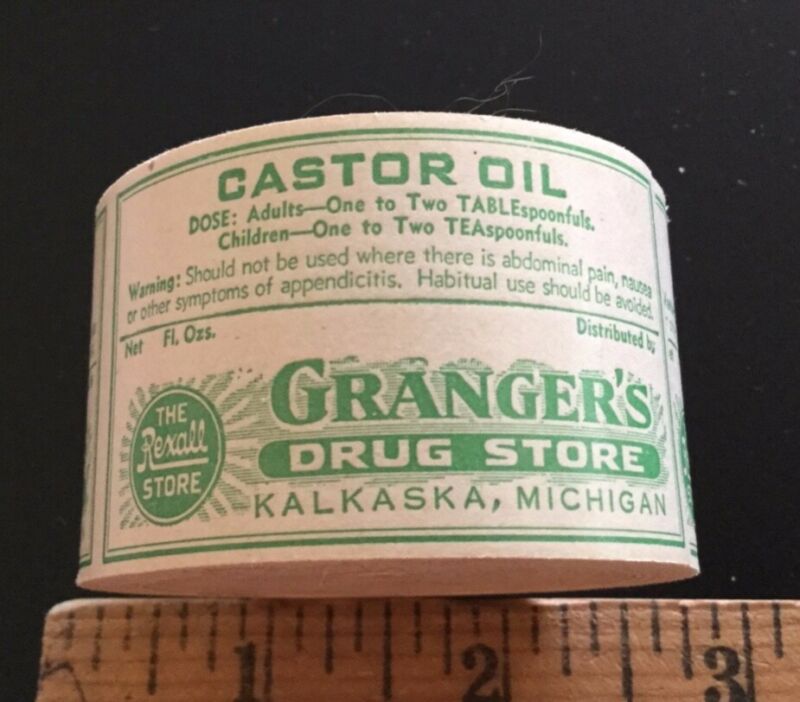 CASTOR OIL
DOSE: Adults—One to Two TABLEspoonfuls.
Children—One to Two TEAspoonfuls.
Warning: Should not be used where there is abdominal pain, nausea
or other symptoms of appendicitis. Habitual use should be avoided.
Net Fl. Ozs. Distributed by
THE
Rexall
STORE
GRANGER'S
DRUG STORE
KALKASKA, MICHIGAN
1 2 3